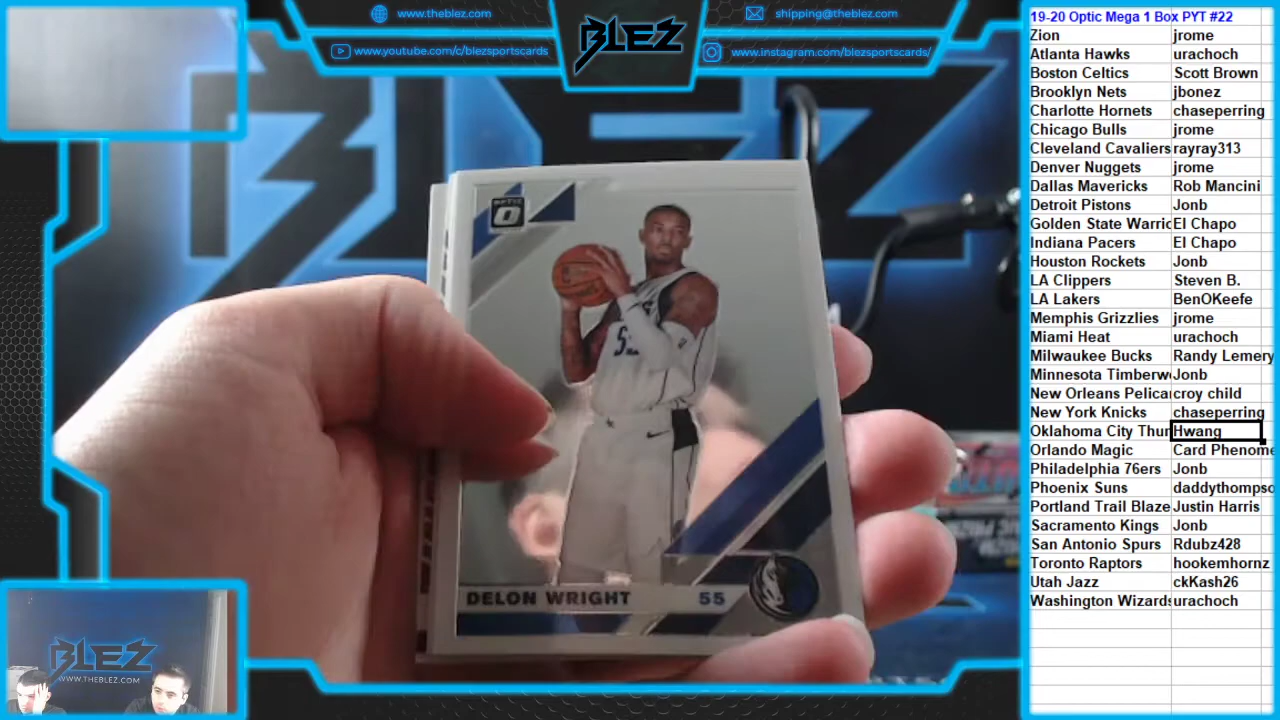 www.theblez.com
shipping@theblez.com
www.youtube.com/c/blezsportscards/
BLEZ
www.instagram.com/blezsportscards/
BLEZ
OPTIC
55
DELON WRIGHT 55
BLEZ
WWW.THEBLEZ.COM
19-20 Optic Mega 1 Box PYT #22
Zion jrome
Atlanta Hawks urachoch
Boston Celtics Scott Brown
Brooklyn Nets jbonez
Charlotte Hornets chaseperring
Chicago Bulls jrome
Cleveland Cavaliers rayray313
Denver Nuggets jrome
Dallas Mavericks Rob Mancini
Detroit Pistons Jonb
Golden State Warric El Chapo
Indiana Pacers El Chapo
Houston Rockets Jonb
LA Clippers Steven B.
LA Lakers BenOKeefe
Memphis Grizzlies jrome
Miami Heat urachoch
Milwaukee Bucks Randy Lemery
Minnesota Timberw Jonb
New Orleans Pelica croy child
New York Knicks chaseperring
Oklahoma City Thur Hwang
Orlando Magic Card Phenome
Philadelphia 76ers Jonb
Phoenix Suns daddythompso
Portland Trail Blaze Justin Harris
Sacramento Kings Jonb
San Antonio Spurs Rdubz428
Toronto Raptors hookemhornz
Utah Jazz ckKash26
Washington Wizards urachoch